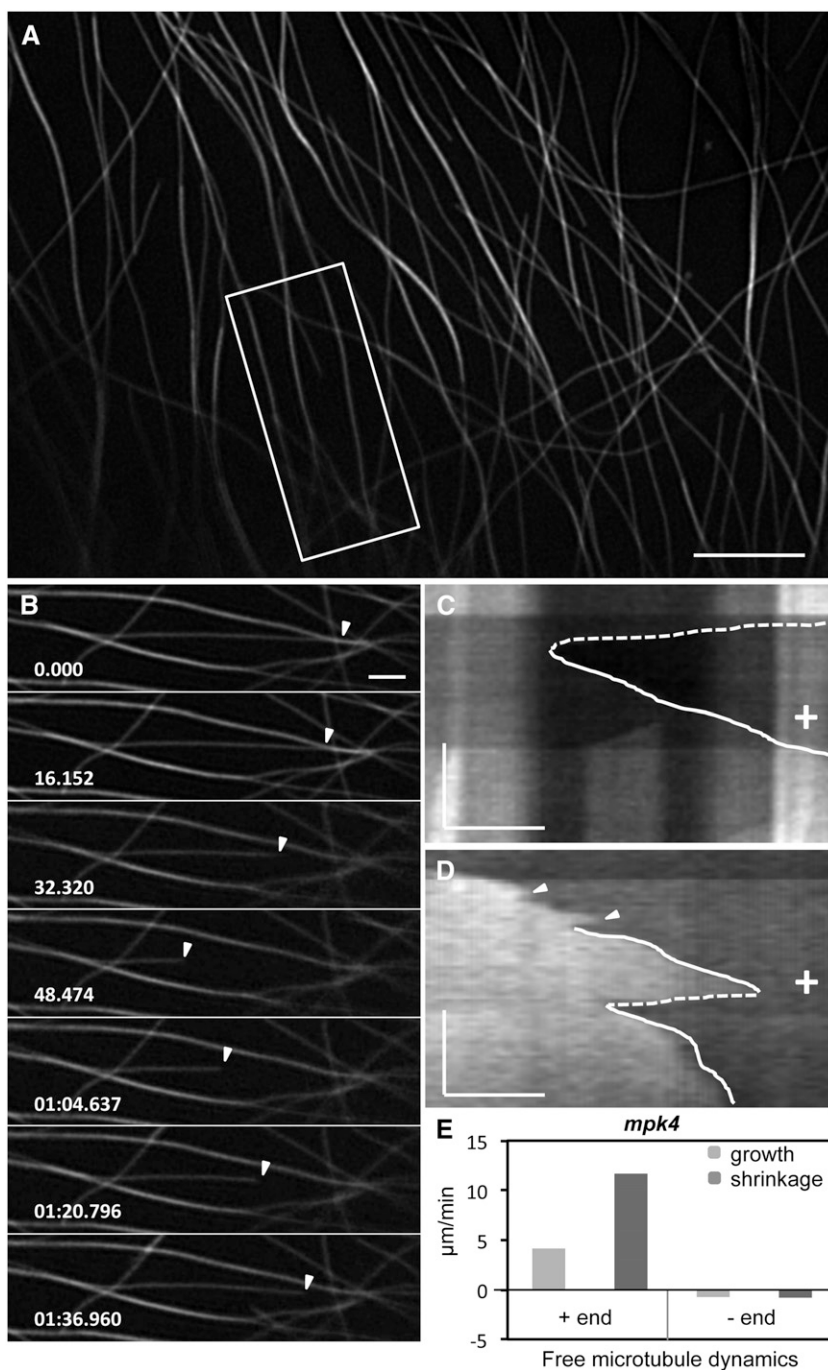 A
B
0.000
16.152
32.320
48.474
01:04.637
01:20.796
01:36.960
C
+
D
+
E
mpk4
growth
shrinkage
15
10
5
0
-5
µm/min
+ end
- end
Free microtubule dynamics